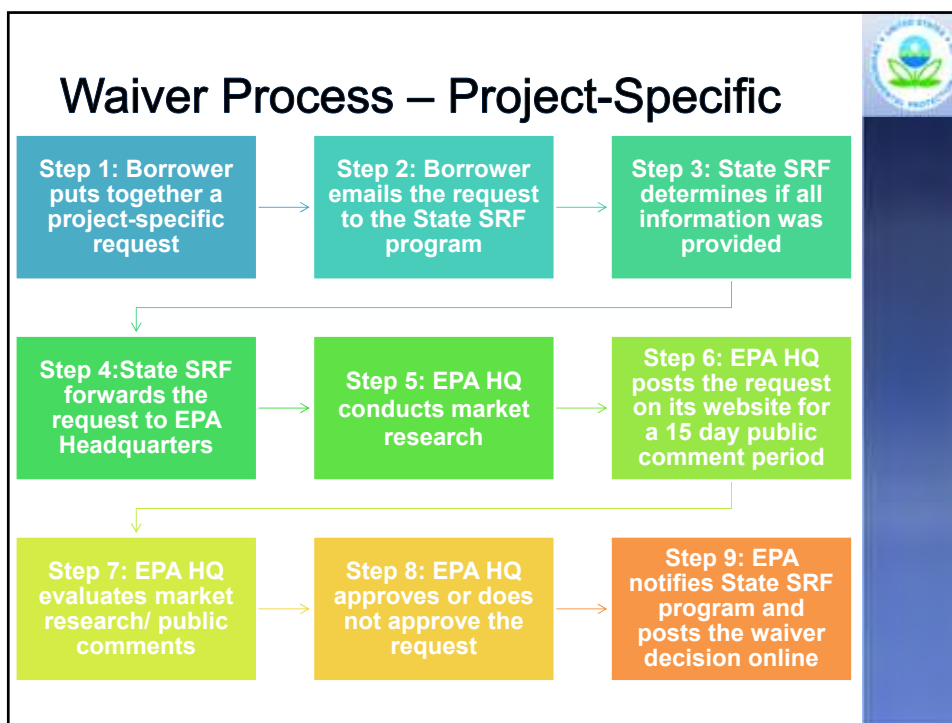 Waiver Process – Project-Specific
Step 1: Borrower
puts together a
project-specific
request
Step 2: Borrower
emails the request
to the State SRF
program
Step 3: State SRF
determines if all
information was
provided
Step 4:State SRF
forwards the
request to EPA
Headquarters
Step 5: EPA HQ
conducts market
research
Step 6: EPA HQ
posts the request
on its website for
a 15 day public
comment period
Step 7: EPA HQ
evaluates market
research/ public
comments
Step 8: EPA HQ
approves or does
not approve the
request
Step 9: EPA
notifies State SRF
program and
posts the waiver
decision online